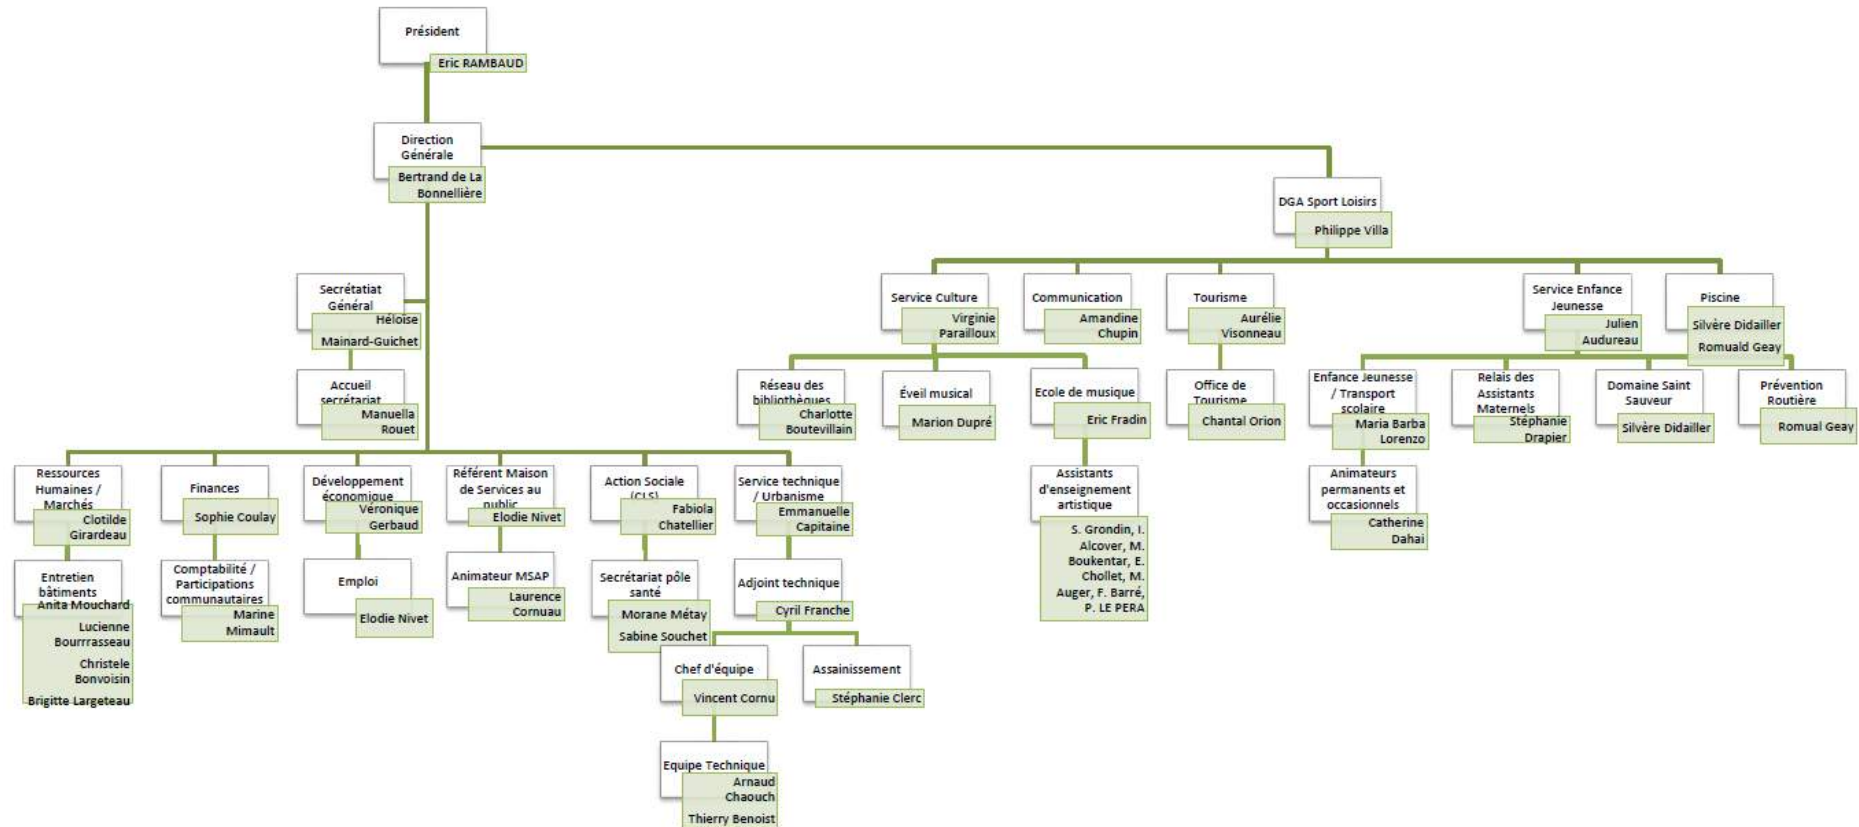 Président
Eric RAMBAUD
Direction
Générale
Bertrand de La
Bonnellière
DGA Sport Loisirs
Philippe Villa
Secrétatiat
Général
Héloïse
Mainard-Guichet
Accueil
secrétariat
Manuella
Rouet
Service Culture
Virginie
Parailloux
Communication
Amandine
Chupin
Tourisme
Aurélie
Visonneau
Service Enfance
Jeunesse
Julien
Audureau
Piscine
Silvère Didailler
Romuald Geay
Réseau des
bibliothèques
Charlotte
Boutevillain
Éveil musical
Marion Dupré
Ecole de musique
Eric Fradin
Office de
Tourisme
Chantal Orion
Enfance Jeunesse
/ Transport
scolaire
Maria Barba
Lorenzo
Relais des
Assistants
Maternels
Stéphanie
Drapier
Domaine Saint
Sauveur
Silvère Didailler
Prévention
Routière
Romual Geay
Ressources
Humaines /
Marchés
Clotilde
Girardeau
Finances
Sophie Coulay
Développement
économique
Véronique
Gerbaud
Référent Maison
de Services au
public
Elodie Nivet
Action Sociale
(CLS)
Fabiola
Chatellier
Service technique
/ Urbanisme
Emmanuelle
Capitaine
Assistants
d'enseignement
artistique
S. Grondin, I.
Alcover, M.
Boukentar, E.
Chollet, M.
Auger, F. Barré,
P. LE PERA
Animateurs
permanents et
occasionnels
Catherine
Dahai
Entretien
bâtiments
Anita Mouchard
Lucienne
Bourrrasseau
Christele
Bonvoisin
Brigitte Largeteau
Comptabilité /
Participations
communautaires
Marine
Mimault
Emploi
Elodie Nivet
Animateur MSAP
Laurence
Cornuau
Secrétariat pôle
santé
Morane Métay
Sabine Souchet
Adjoint technique
Cyril Franche
Chef d'équipe
Vincent Cornu
Assainissement
Stéphanie Clerc
Equipe Technique
Arnaud
Chaouch
Thierry Benoist